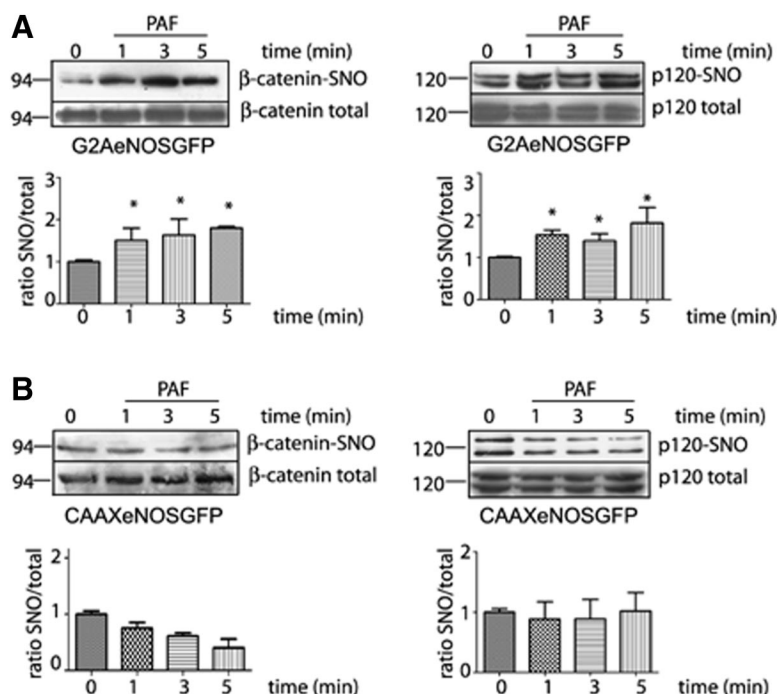 A
PAF
0 1 3 5 time (min)
94 β-catenin-SNO
94 β-catenin total
G2AeNOSGFP
ratio SNO/total
3
2
1
0
* * *
0 1 3 5 time (min)
PAF
0 1 3 5 time (min)
120 p120-SNO
120 p120 total
G2AeNOSGFP
ratio SNO/total
3
2
1
0
* * *
0 1 3 5 time (min)
B
PAF
0 1 3 5 time (min)
94 β-catenin-SNO
94 β-catenin total
CAAXeNOSGFP
ratio SNO/total
2
1
0
0 1 3 5 time (min)
PAF
0 1 3 5 time (min)
120 p120-SNO
120 p120 total
CAAXeNOSGFP
ratio SNO/total
2
1
0
0 1 3 5 time (min)